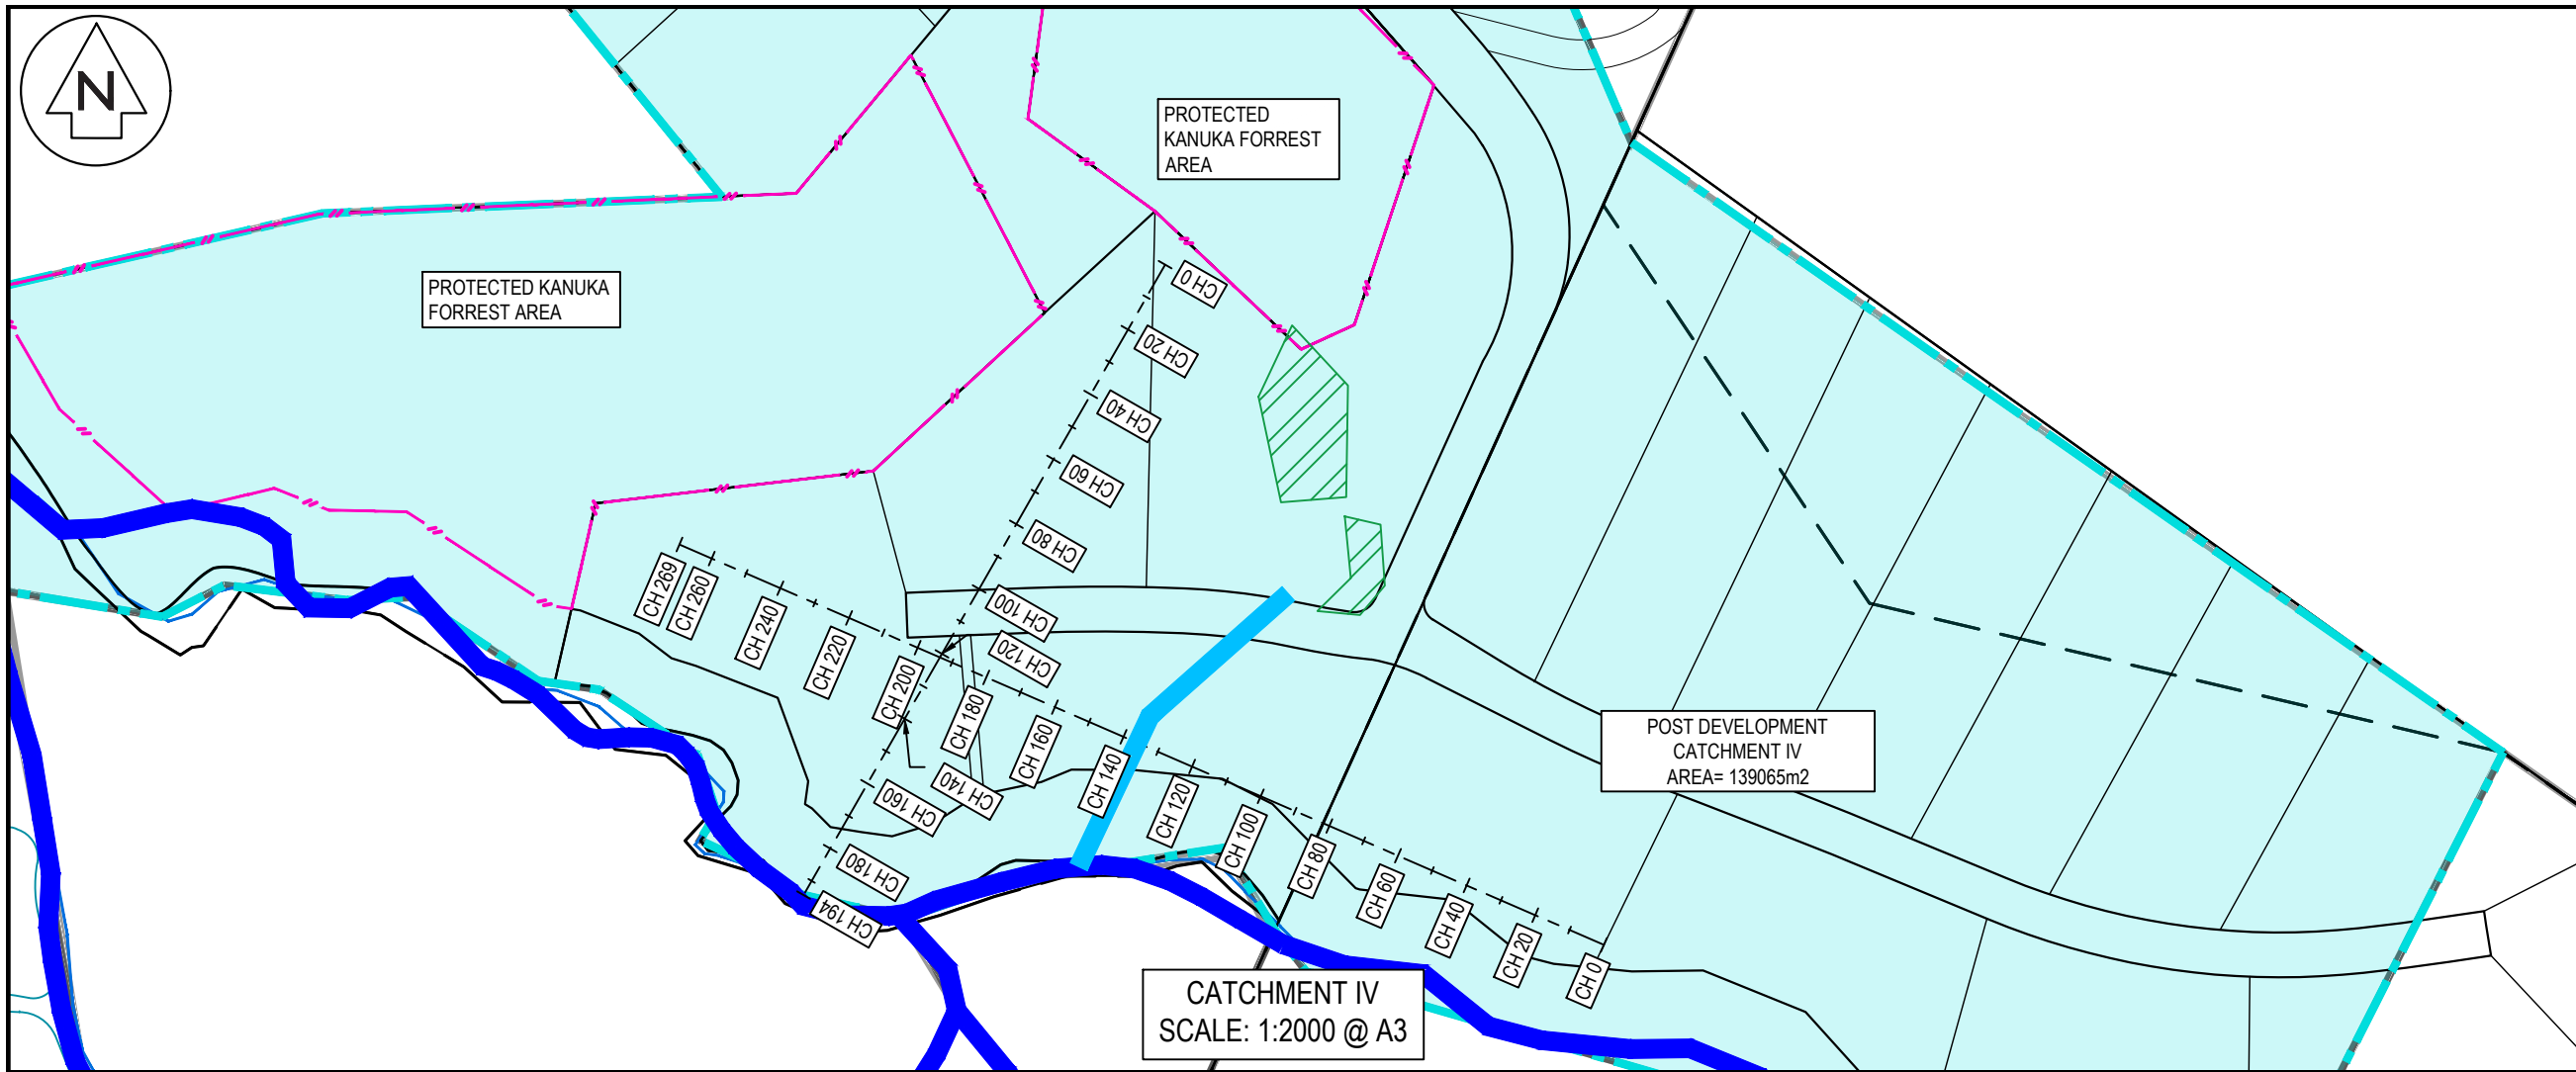 N
PROTECTED
KANUKA FORREST
AREA
PROTECTED KANUKA
FORREST AREA
CH 0
CH 20
CH 40
CH 60
CH 80
CH 100
CH 120
CH 140
CH 160
CH 180
CH 194
CH 269
CH 260
CH 240
CH 220
CH 200
CH 180
CH 160
CH 140
CH 120
CH 100
CH 80
CH 60
CH 40
CH 20
CH 0
POST DEVELOPMENT
CATCHMENT IV
AREA= 139065m2
CATCHMENT IV
SCALE: 1:2000 @ A3